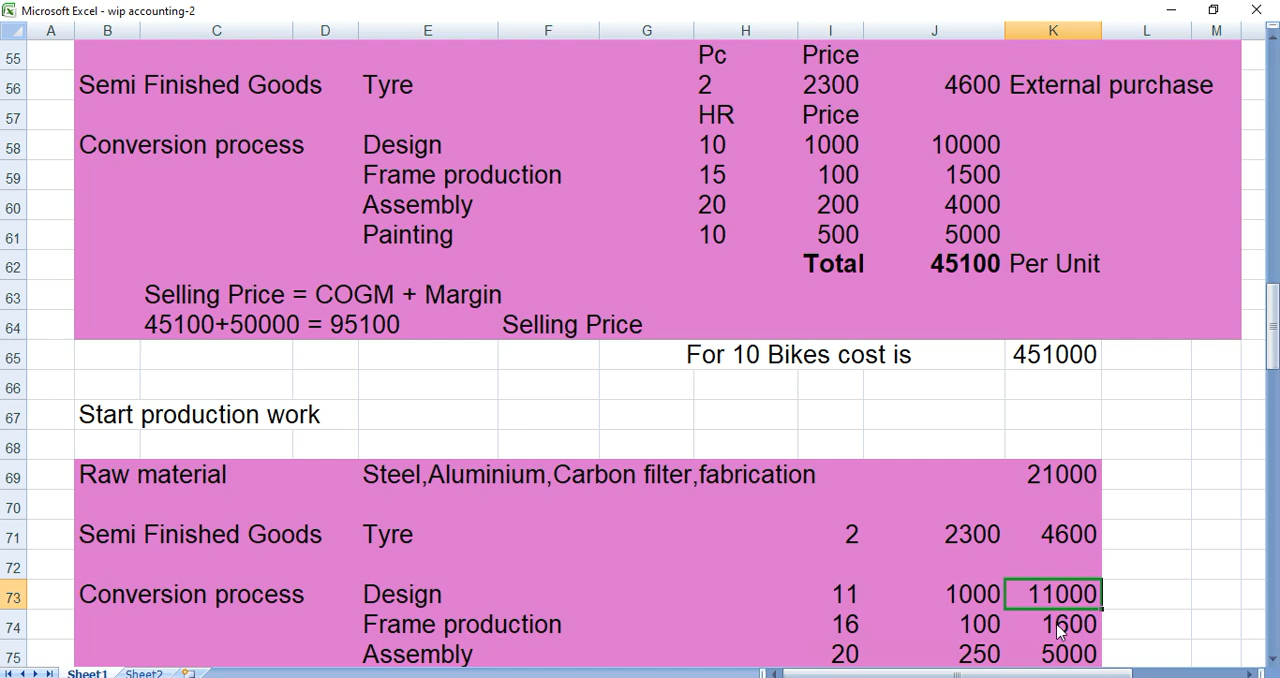 Microsoft Excel - wip accounting-2
A B C D E F G H I J K L M
55 Pc Price
56 Semi Finished Goods Tyre 2 2300 4600 External purchase
57 HR Price
58 Conversion process Design 10 1000 10000
59 Frame production 15 100 1500
60 Assembly 20 200 4000
61 Painting 10 500 5000
62 Total 45100 Per Unit
63 Selling Price = COGM + Margin
64 45100+50000 = 95100 Selling Price
65 For 10 Bikes cost is 451000
66
67 Start production work
68
69 Raw material Steel,Aluminium,Carbon filter,fabrication 21000
70
71 Semi Finished Goods Tyre 2 2300 4600
72
73 Conversion process Design 11 1000 11000
74 Frame production 16 100 1600
75 Assembly 20 250 5000
Sheet1 Sheet2